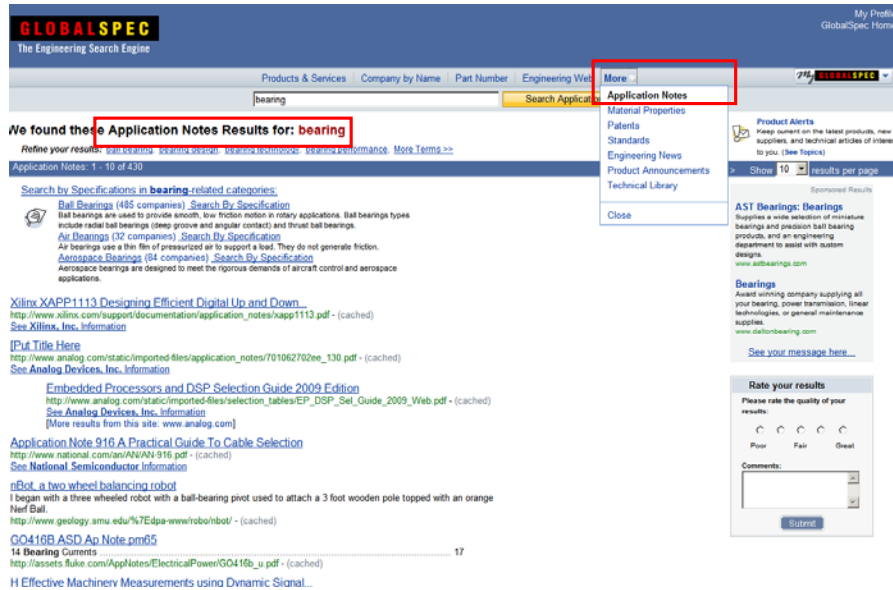 My Profile
GLOBALSPEC
GlobalSpec Home
The Engineering Search Engine
Products & Services | Company by Name | Part Number | Engineering Web | More
My GLOBALSPEC
bearing
Search Applicatio
Application Notes
Material Properties
Patents
Standards
Engineering News
Product Announcements
Technical Library
Close
We found these Application Notes Results for: bearing
Refine your results: ball bearing, bearing design, bearing technology, bearing performance, More Terms >>
Application Notes: 1 - 10 of 430
> Show 10 results per page
Product Alerts
Keep current on the latest products, new
suppliers, and technical articles of interes
to you. (See Topics)
Search by Specifications in bearing-related categories:
Ball Bearings (485 companies) Search By Specification
Ball bearings are used to provide smooth, low friction motion in rotary applications. Ball bearings types
include radial ball bearings (deep groove and angular contact) and thrust ball bearings.
Air Bearings (32 companies) Search By Specification
Air bearings use a thin film of pressurized air to support a load. They do not generate friction.
Aerospace Bearings (84 companies) Search By Specification
Aerospace bearings are designed to meet the rigorous demands of aircraft control and aerospace
applications.
Xilinx XAPP1113 Designing Efficient Digital Up and Down...
http://www.xilinx.com/support/documentation/application_notes/xapp1113.pdf - (cached)
See Xilinx, Inc. Information
[Put Title Here
http://www.analog.com/static/imported-files/application_notes/701062702ee_130.pdf - (cached)
See Analog Devices, Inc. Information
Embedded Processors and DSP Selection Guide 2009 Edition
http://www.analog.com/static/imported-files/selection_tables/EP_DSP_Sel_Guide_2009_Web.pdf - (cached)
See Analog Devices, Inc. Information
[More results from this site: www.analog.com]
Application Note 916 A Practical Guide To Cable Selection
http://www.national.com/an/AN/AN-916.pdf - (cached)
See National Semiconductor Information
nBot, a two wheel balancing robot
I began with a three wheeled robot with a ball-bearing pivot used to attach a 3 foot wooden pole topped with an orange
Nerf Ball.
http://www.geology.smu.edu/%7Edpa-www/robo/nbot/ - (cached)
GO416B ASD Ap Note.pm65
14 Bearing Currents ........ 17
http://assets.fluke.com/AppNotes/ElectricalPower/GO416b_u.pdf - (cached)
H Effective Machinery Measurements using Dynamic Signal...
Sponsored Results
AST Bearings: Bearings
Supplies a wide selection of miniature
bearings and precision ball bearing
products, and an engineering
department to assist with custom
designs.
www.astbearings.com
Bearings
Award winning company supplying all
your bearing, power transmission, linear
technologies, or general maintenance
supplies.
www.daltonbearing.com
See your message here...
Rate your results
Please rate the quality of your
results:
Poor Fair Great
Comments:
Submit